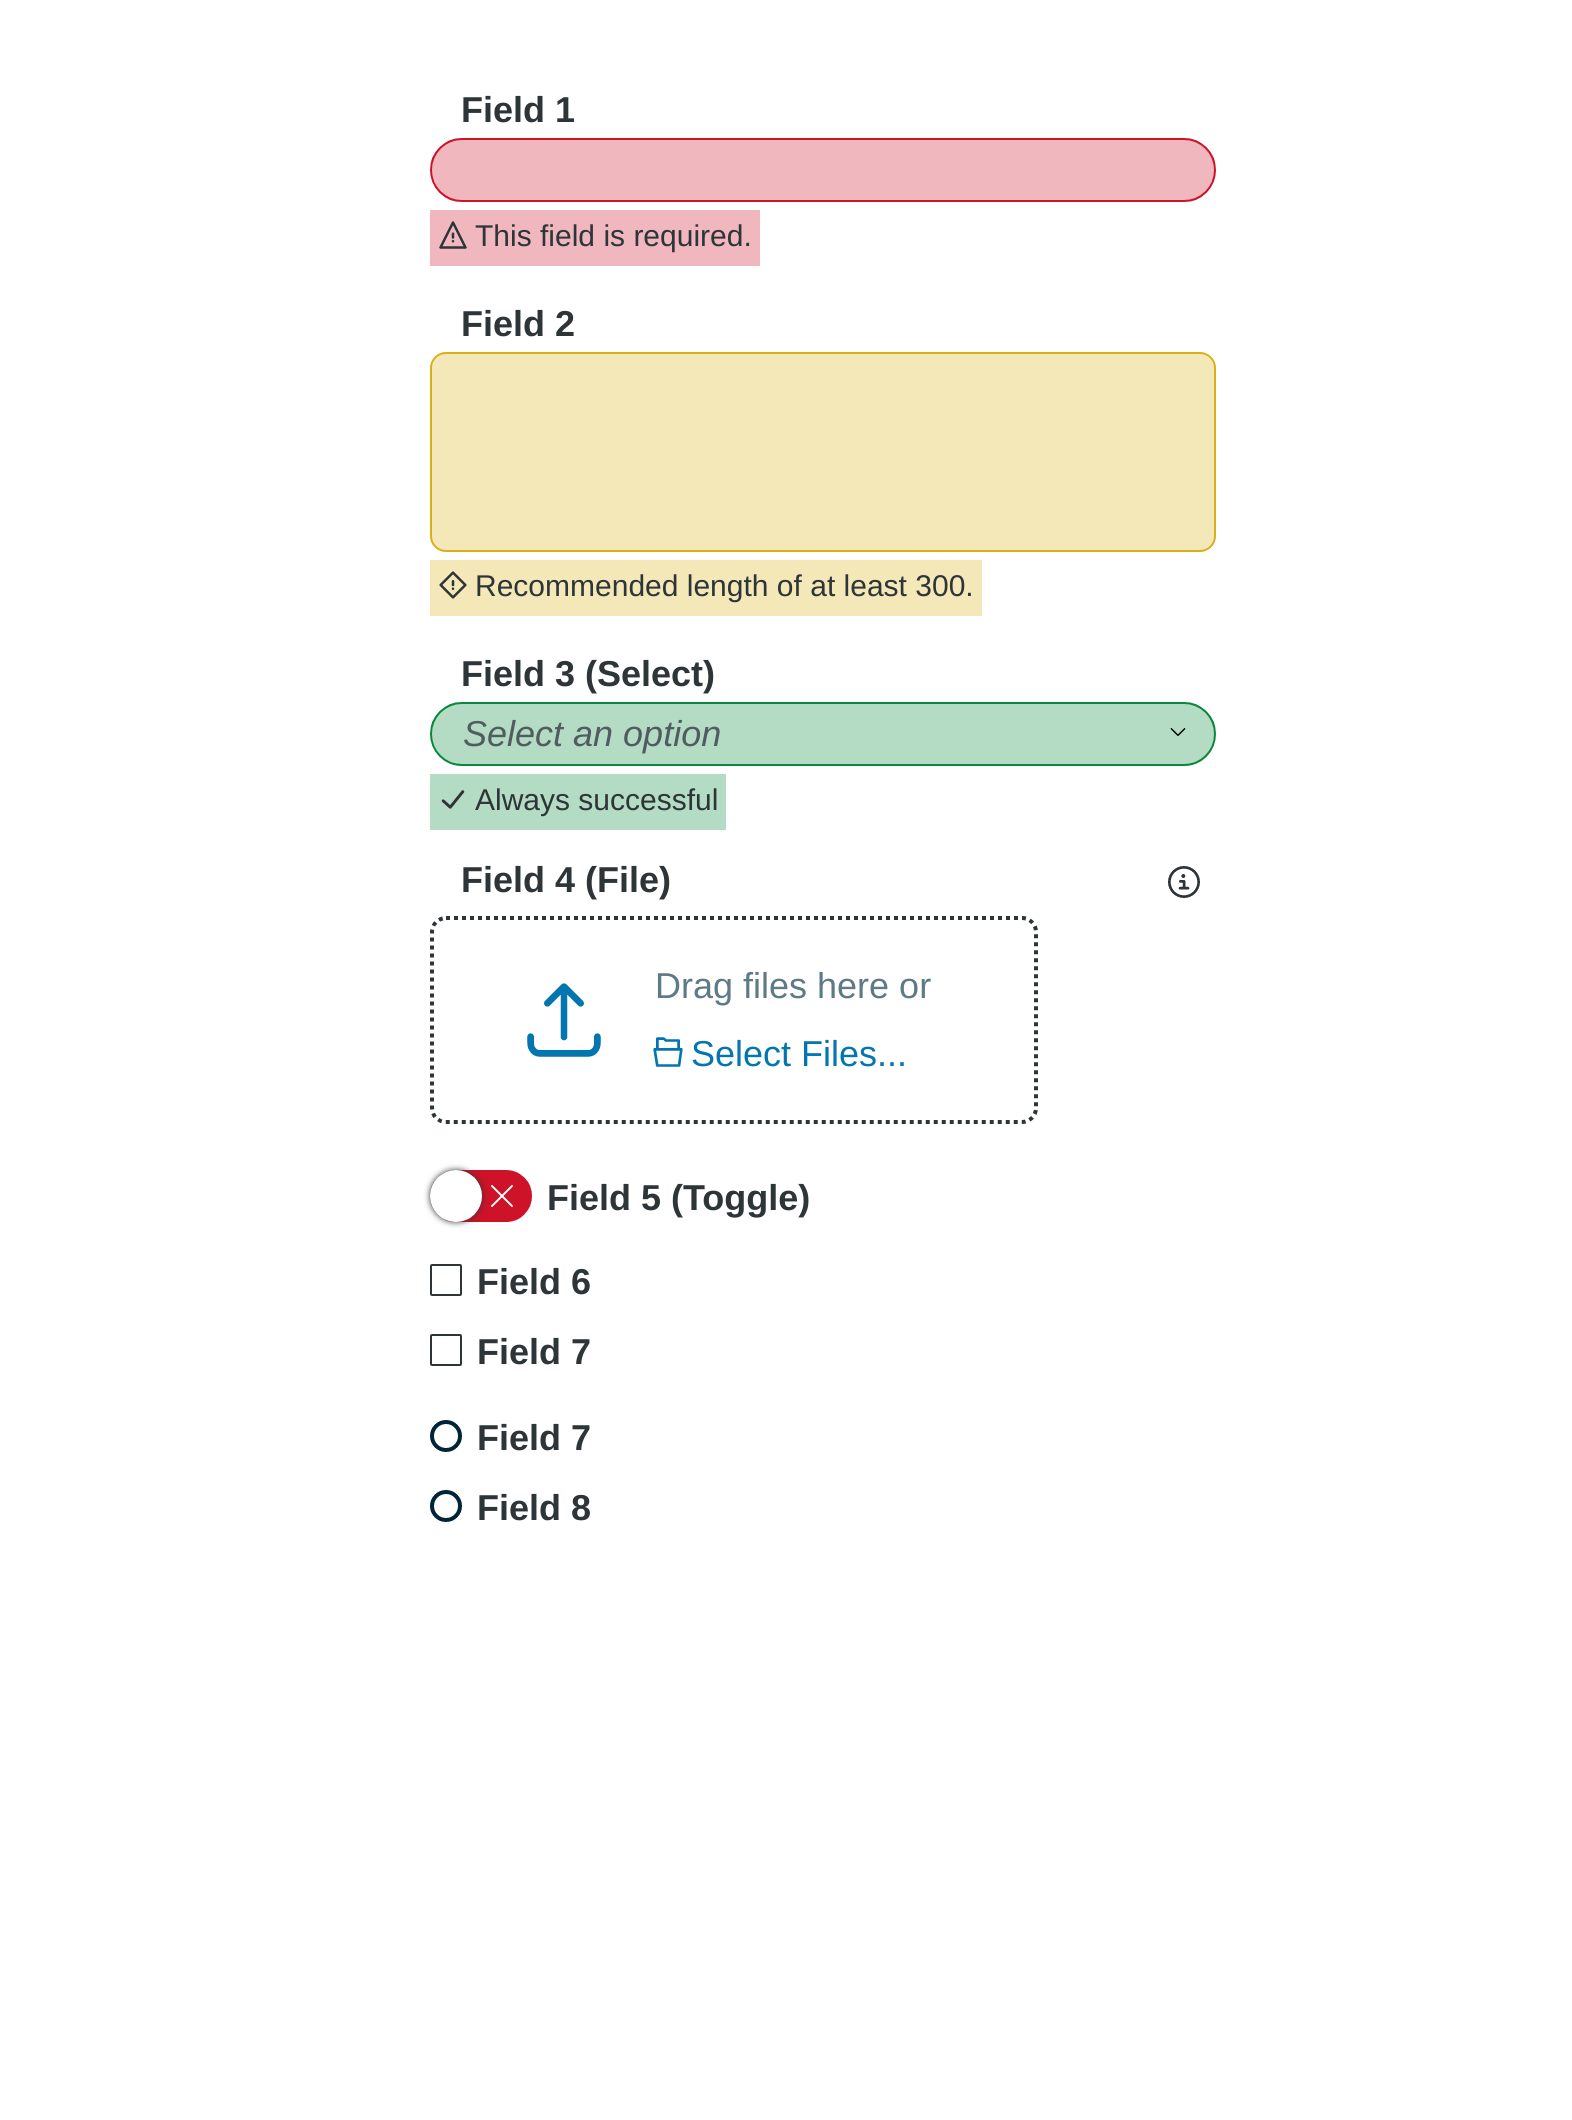 Field 1
This field is required.
Field 2
Recommended length of at least 300.
Field 3 (Select)
Select an option
Always successful
Field 4 (File)
Drag files here or
Select Files...
Field 5 (Toggle)
Field 6
Field 7
Field 7
Field 8